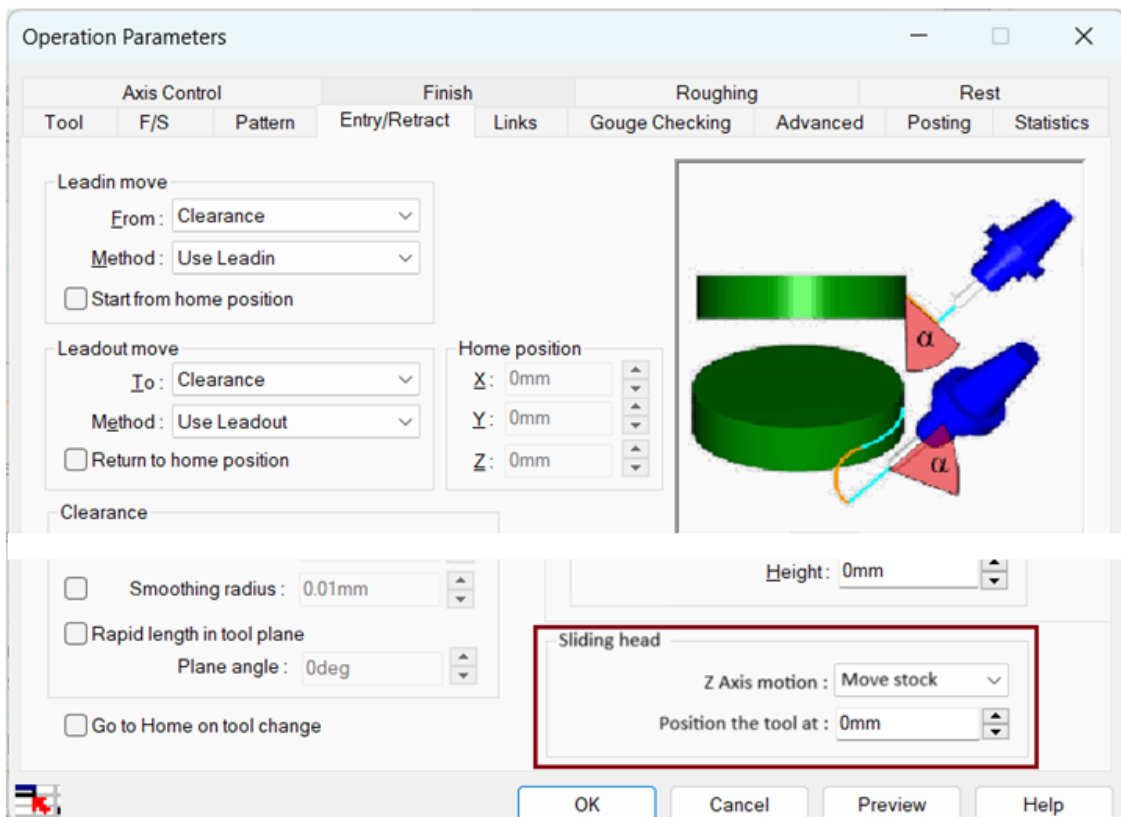 Operation Parameters
Axis Control Finish Roughing Rest
Tool F/S Pattern Entry/Retract Links Gouge Checking Advanced Posting Statistics
Leadin move
From : Clearance
Method : Use Leadin
Start from home position
Leadout move
To : Clearance
Method : Use Leadout
Return to home position
Home position
X : 0mm
Y : 0mm
Z : 0mm
α
α
Clearance
Smoothing radius : 0.01mm
Rapid length in tool plane
Plane angle : 0deg
Go to Home on tool change
Height : 0mm
Sliding head
Z Axis motion : Move stock
Position the tool at : 0mm
OK Cancel Preview Help